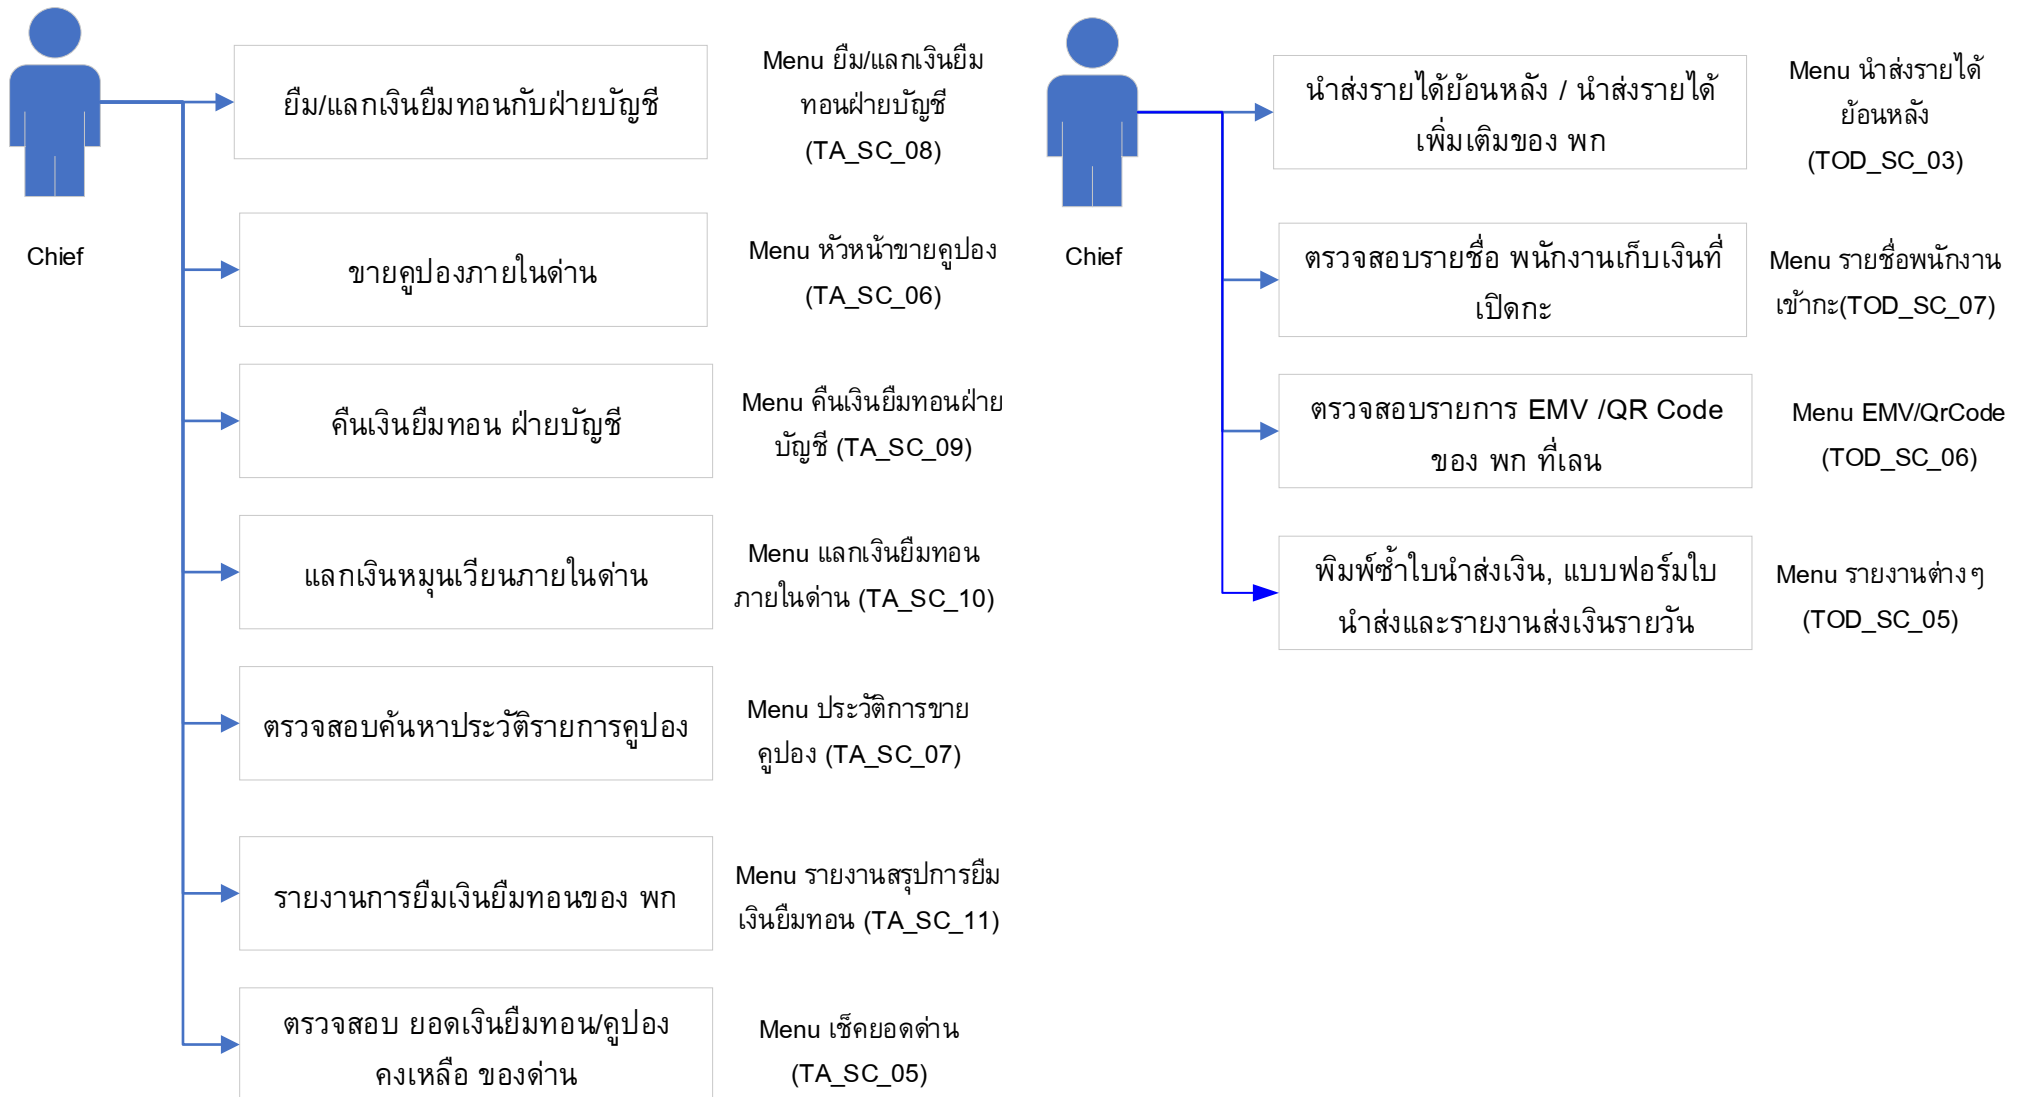 ยืม/แลกเงินยืมทอนกับฝ่ายบัญชี
Menu ยืม/แลกเงินยืม
ทอนฝ่ายบัญชี
(TA_SC_08)
Chief
ขายคูปองภายในด่าน
Menu หัวหน้าขายคูปอง
(TA_SC_06)
คืนเงินยืมทอน ฝ่ายบัญชี
Menu คืนเงินยืมทอนฝ่าย
บัญชี (TA_SC_09)
แลกเงินหมุนเวียนภายในด่าน
Menu แลกเงินยืมทอน
ภายในด่าน (TA_SC_10)
ตรวจสอบค้นหาประวัติรายการคูปอง
Menu ประวัติการขาย
คูปอง (TA_SC_07)
รายงานการยืมเงินยืมทอนของ พก
Menu รายงานสรุปการยืม
เงินยืมทอน (TA_SC_11)
ตรวจสอบ ยอดเงินยืมทอน/คูปอง
คงเหลือ ของด่าน
Menu เช็คยอดด่าน
(TA_SC_05)
นำส่งรายได้ย้อนหลัง / นำส่งรายได้
เพิ่มเติมของ พก
Menu นำส่งรายได้
ย้อนหลัง
(TOD_SC_03)
Chief
ตรวจสอบรายชื่อ พนักงานเก็บเงินที่
เปิดกะ
Menu รายชื่อพนักงาน
เข้ากะ(TOD_SC_07)
ตรวจสอบรายการ EMV /QR Code
ของ พก ที่เลน
Menu EMV/QrCode
(TOD_SC_06)
พิมพ์ซ้ำใบนำส่งเงิน, แบบฟอร์มใบ
นำส่งและรายงานส่งเงินรายวัน
Menu รายงานต่างๆ
(TOD_SC_05)